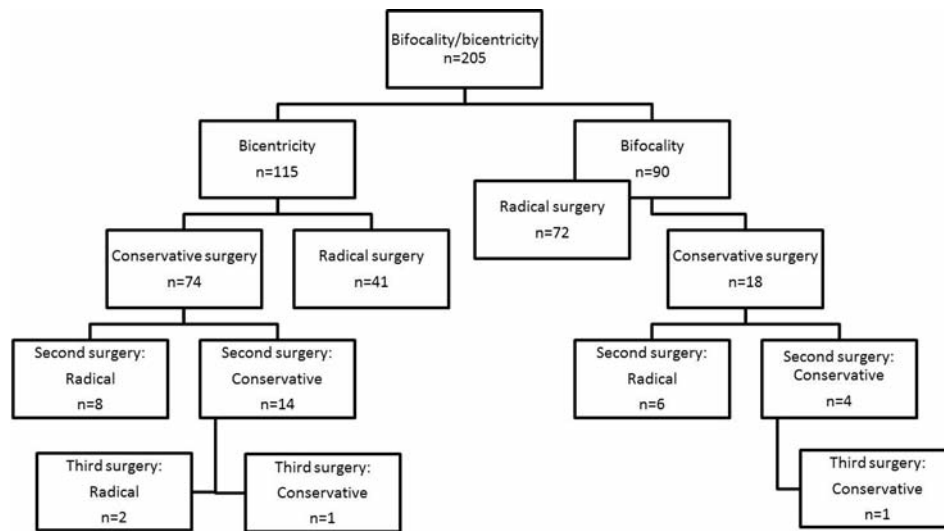 Bifocality/bicentricity
n=205
Bicentricity
n=115
Bifocality
n=90
Radical surgery
n=72
Conservative surgery
n=74
Radical surgery
n=41
Conservative surgery
n=18
Second surgery:
Radical
n=8
Second surgery:
Conservative
n=14
Second surgery:
Radical
n=6
Second surgery:
Conservative
n=4
Third surgery:
Radical
n=2
Third surgery:
Conservative
n=1
Third surgery:
Conservative
n=1